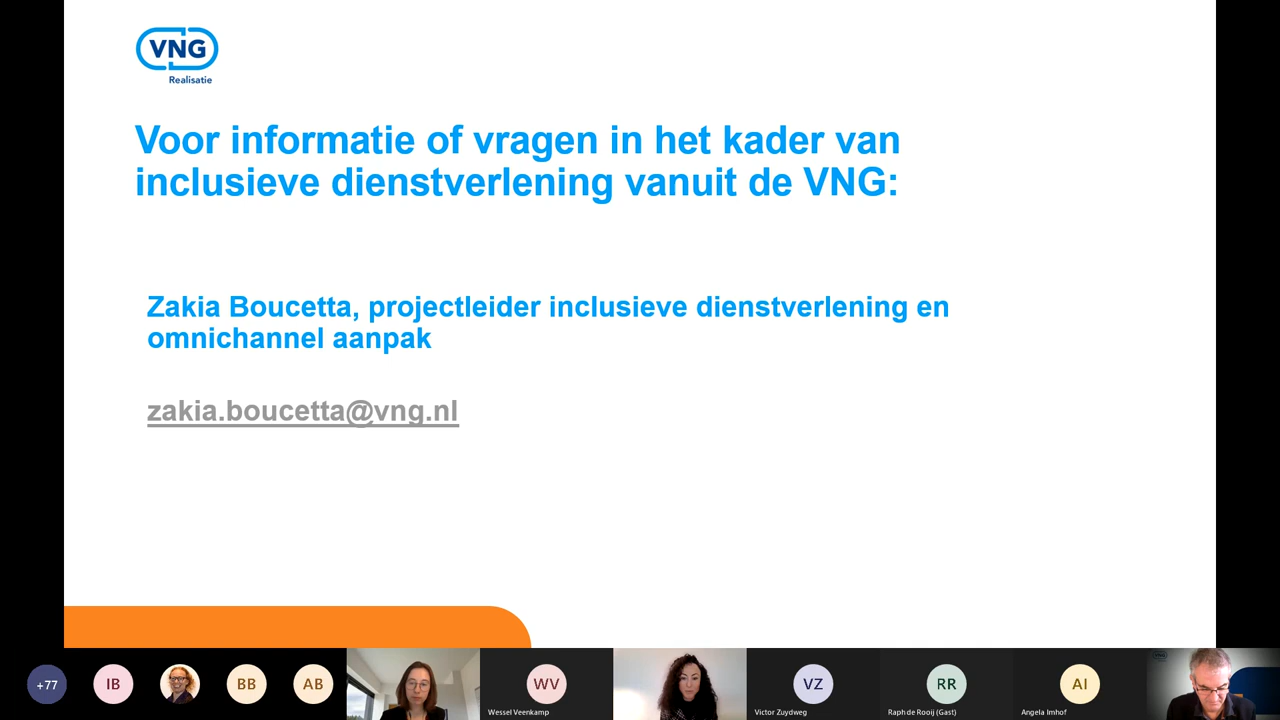 VNG
Realisatie
Voor informatie of vragen in het kader van
inclusieve dienstverlening vanuit de VNG:
Zakia Boucetta, projectleider inclusieve dienstverlening en
omnichannel aanpak
zakia.boucetta@vng.nl
+77
IB
BB
AB
WV
Wessel Veenkamp
VZ
Victor Zuydweg
RR
Raph de Rooij (Gast)
AI
Angela Imhof